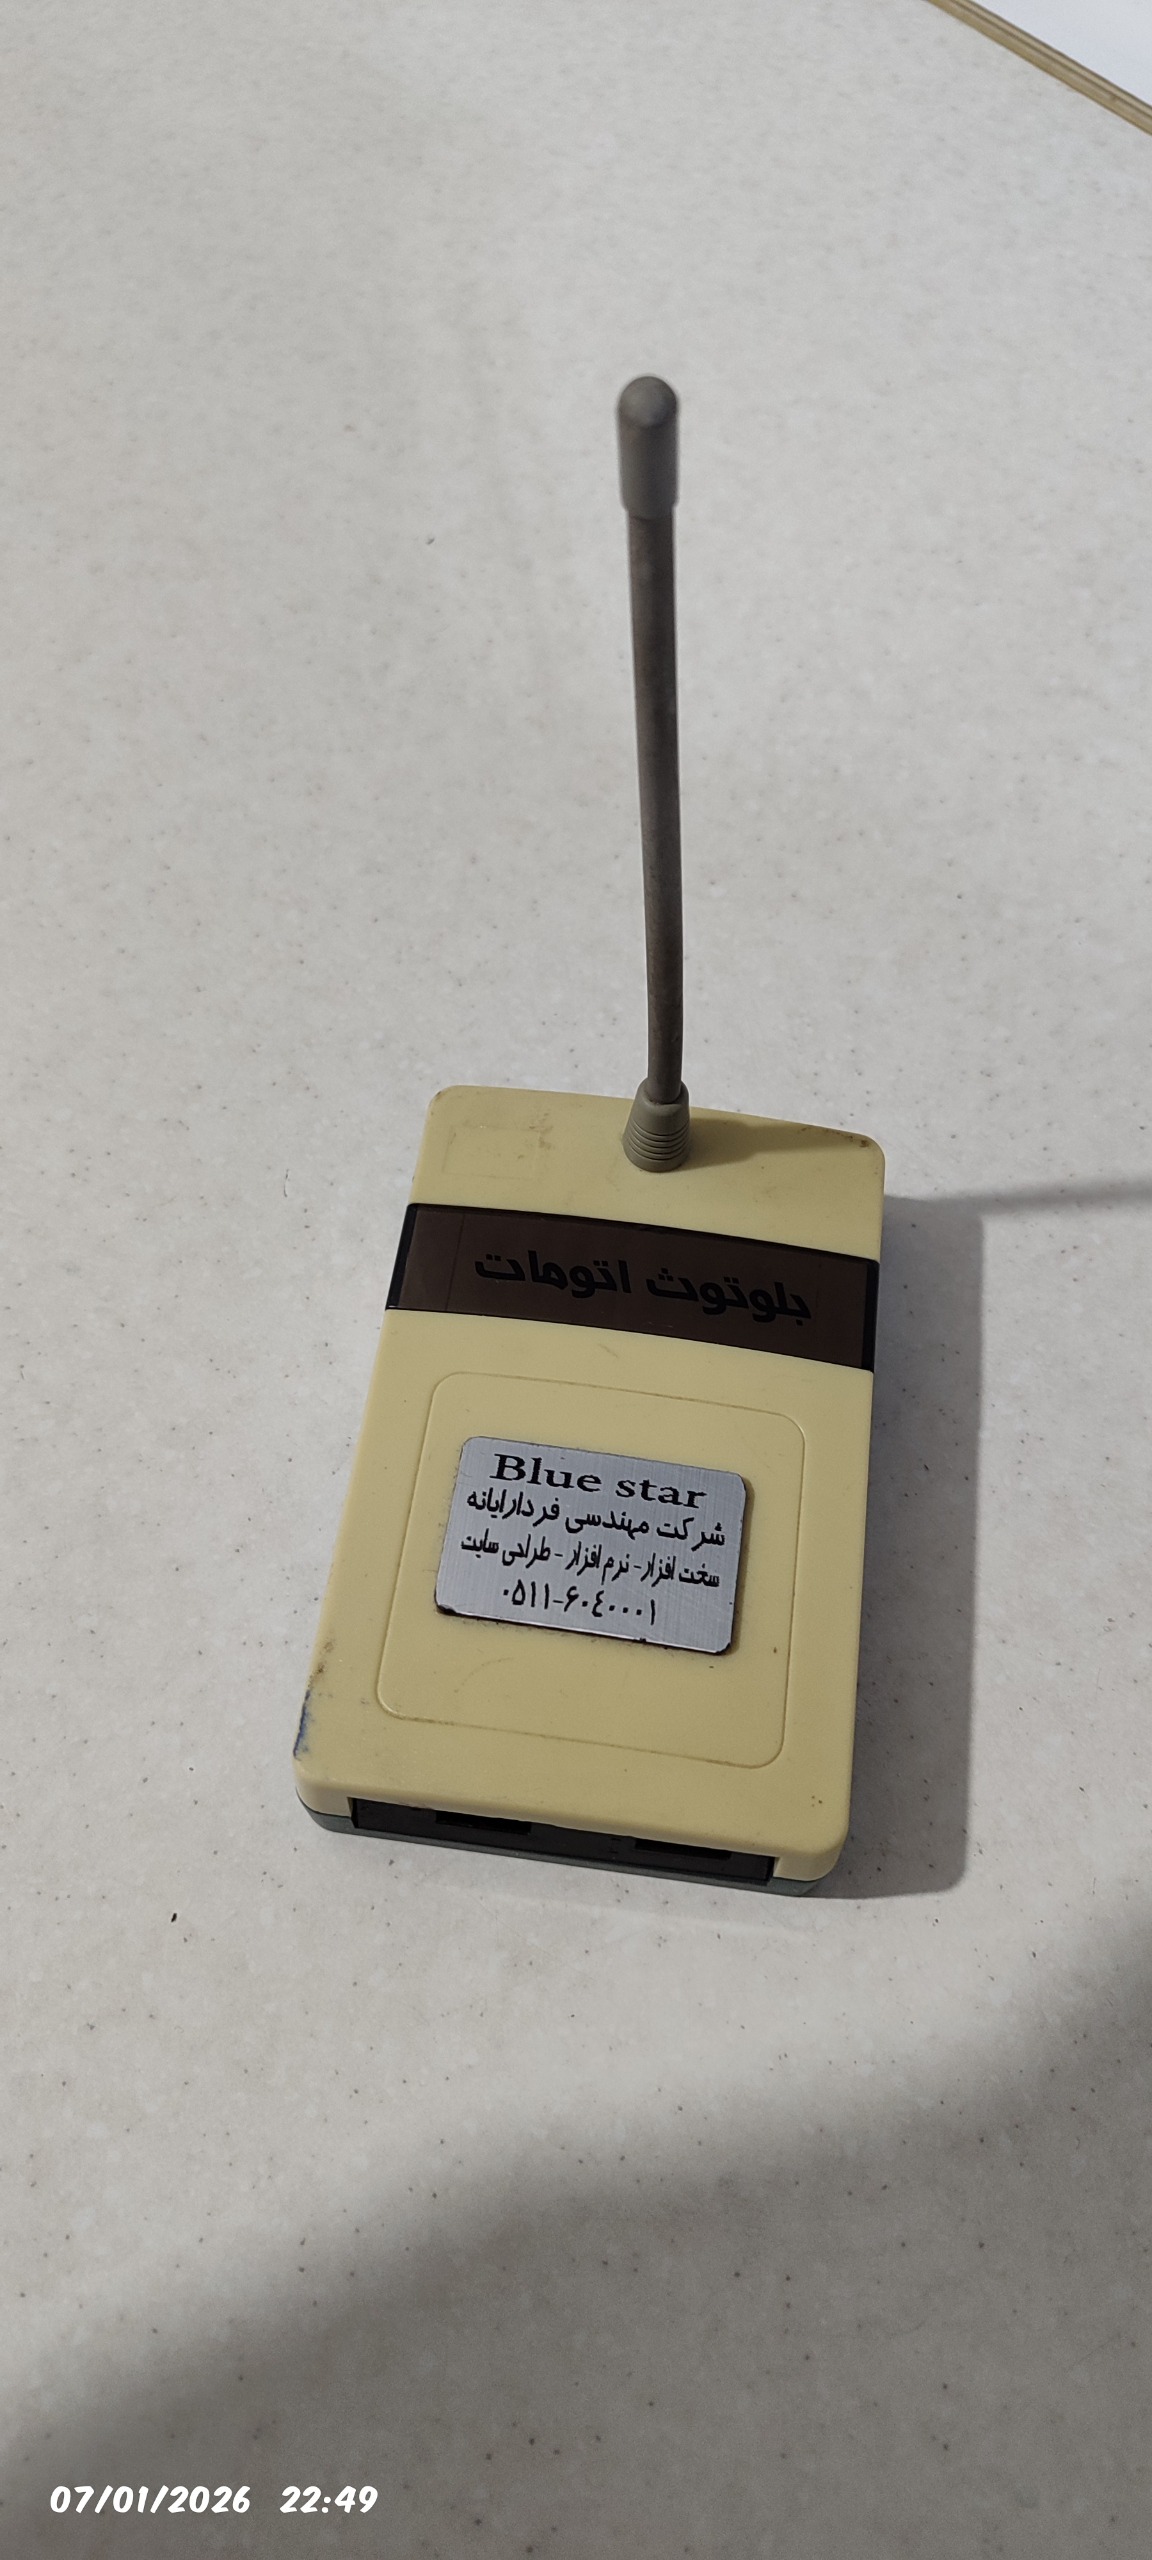 بلوتوث اتومات
Blue star
شرکت مهندسی فردارایانه
سخت افزار- نرم افزار - طراحی سایت
۰۵۱۱-۶۰٤۰۰۰۱
07/01/2026 22:49